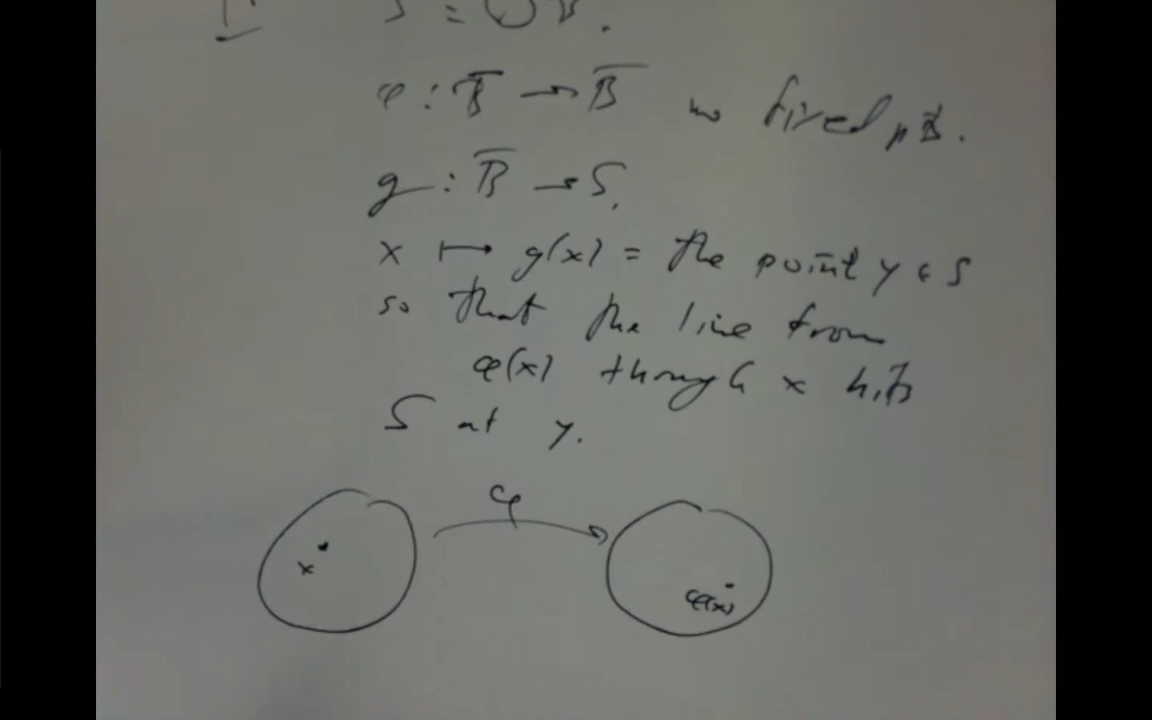 S = ∂B.
φ : B̅ → B̅ no fixed pt.
g : B̅ → S.
x ↦ g(x) = the point y ∈ S
so that the line from
φ(x) through x hits
S at y.
φ
x
φ(x)